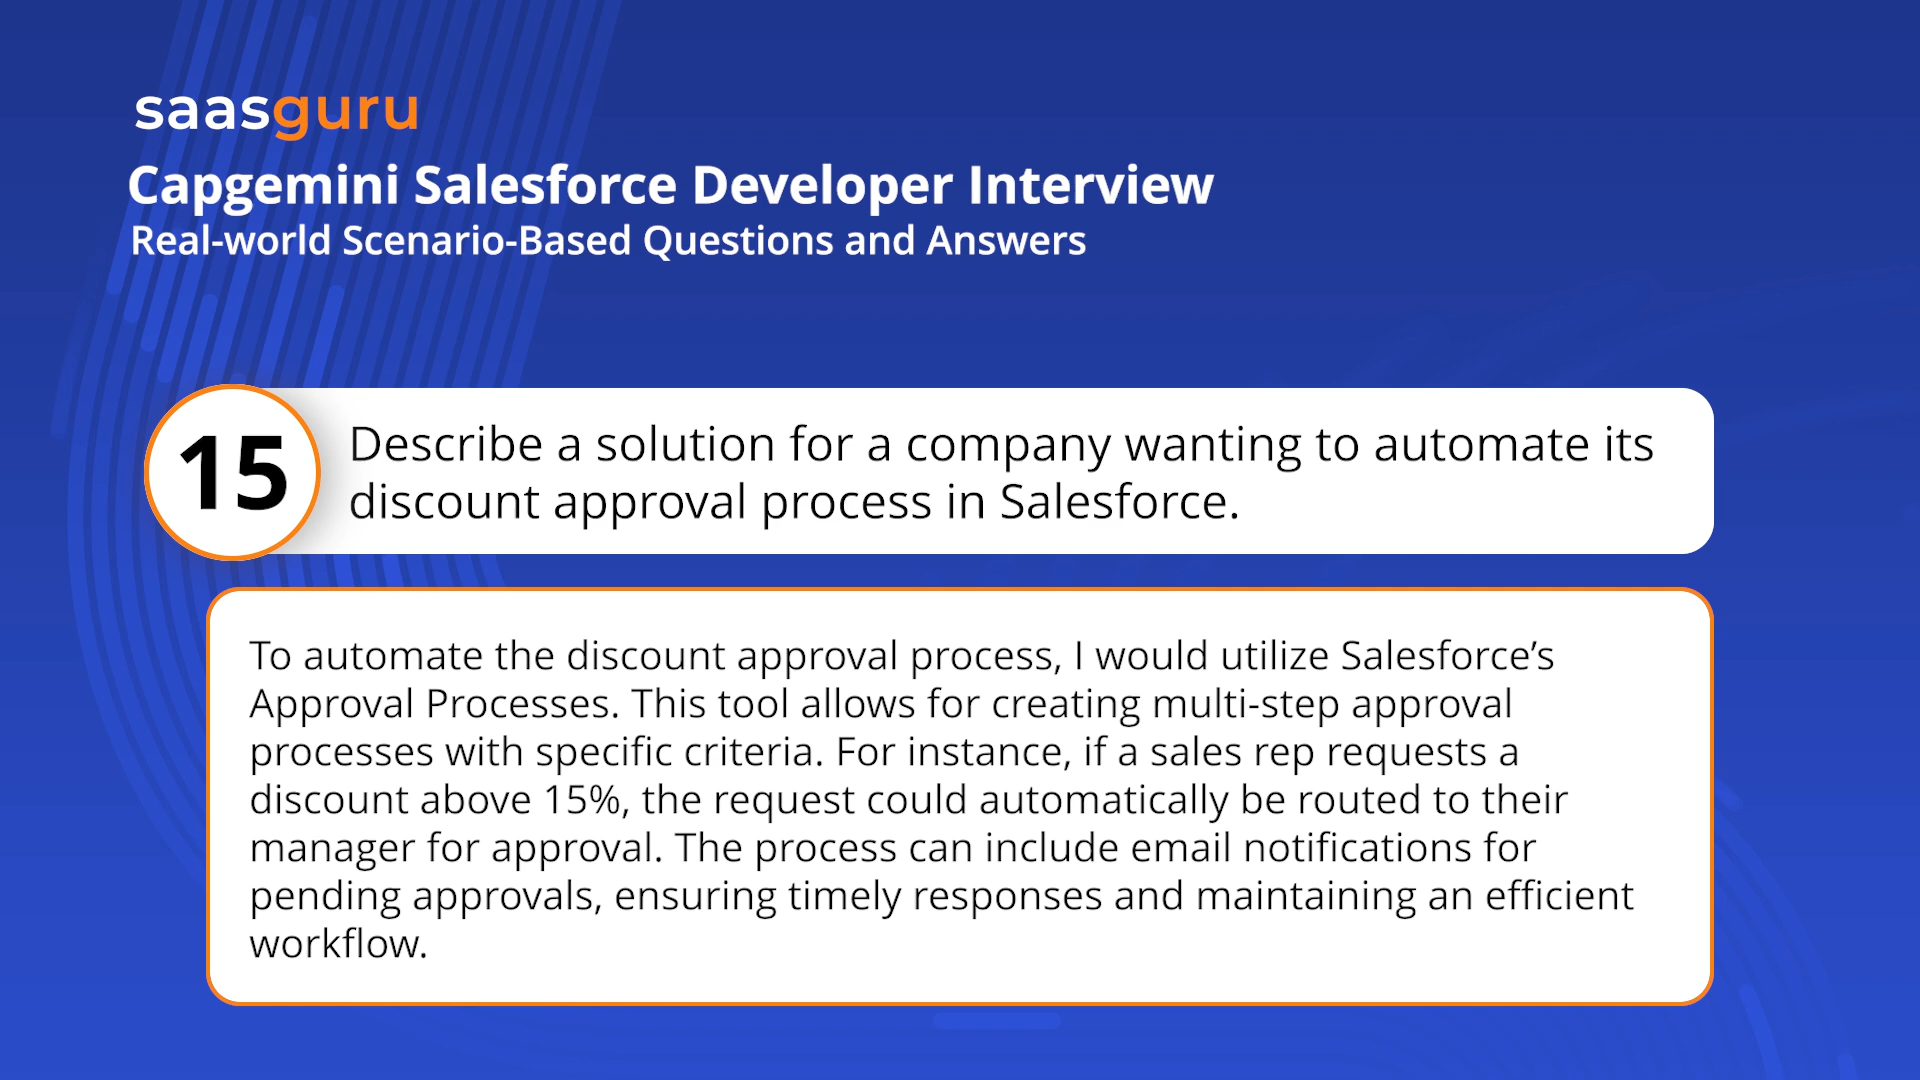 saasguru
Capgemini Salesforce Developer Interview
Real-world Scenario-Based Questions and Answers
15
Describe a solution for a company wanting to automate its
discount approval process in Salesforce.
To automate the discount approval process, I would utilize Salesforce’s
Approval Processes. This tool allows for creating multi-step approval
processes with specific criteria. For instance, if a sales rep requests a
discount above 15%, the request could automatically be routed to their
manager for approval. The process can include email notifications for
pending approvals, ensuring timely responses and maintaining an efficient
workflow.